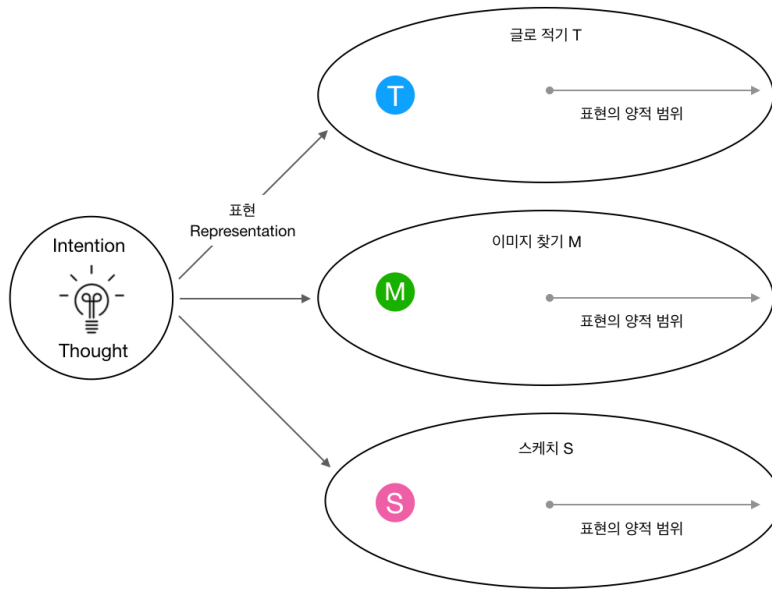 글로 적기 T
T
표현의 양적 범위
표현
Representation
Intention
Thought
이미지 찾기 M
M
표현의 양적 범위
스케치 S
S
표현의 양적 범위